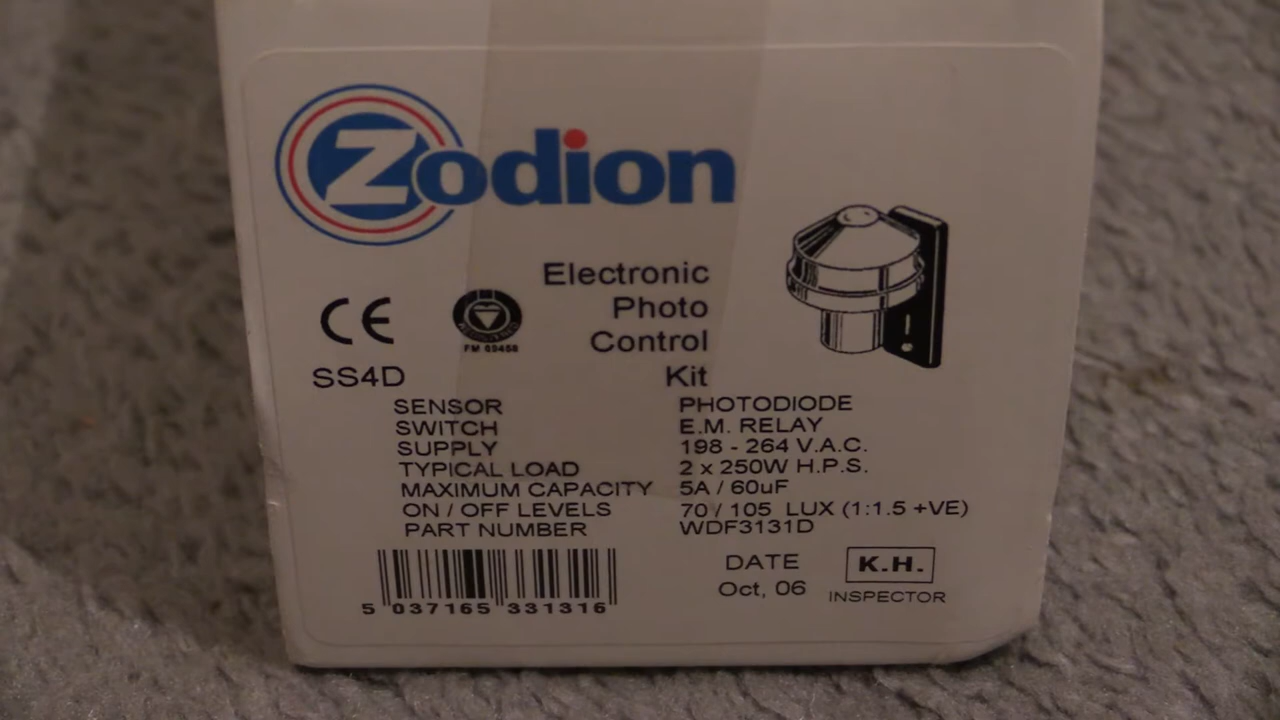 Zodion
Electronic
Photo
Control
Kit
CE
FM 02458
SS4D
SENSOR PHOTODIODE
SWITCH E.M. RELAY
SUPPLY 198 - 264 V.A.C.
TYPICAL LOAD 2 x 250W H.P.S.
MAXIMUM CAPACITY 5A / 60uF
ON / OFF LEVELS 70 / 105 LUX (1:1.5 +VE)
PART NUMBER WDF3131D
DATE
Oct, 06
K.H.
INSPECTOR
5 037165 331316